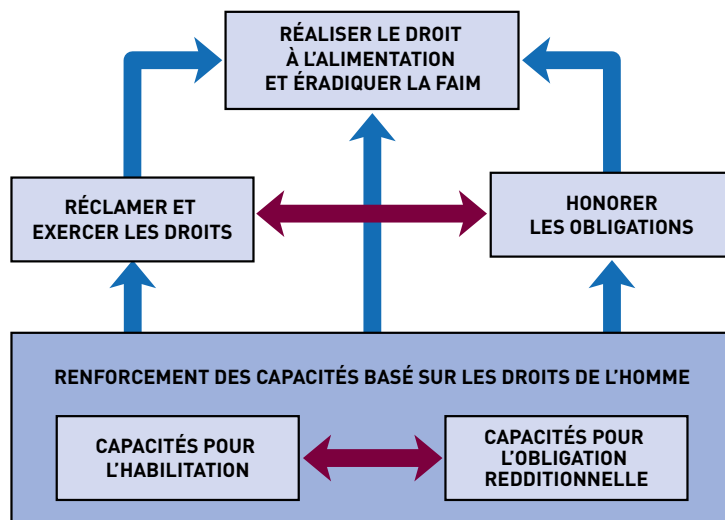 RÉALISER LE DROIT
À L'ALIMENTATION
ET ÉRADIQUER LA FAIM
RÉCLAMER ET
EXERCER LES DROITS
HONORER
LES OBLIGATIONS
RENFORCEMENT DES CAPACITÉS BASÉ SUR LES DROITS DE L'HOMME
CAPACITÉS POUR
L'HABILITATION
CAPACITÉS POUR
L'OBLIGATION
REDDITIONNELLE